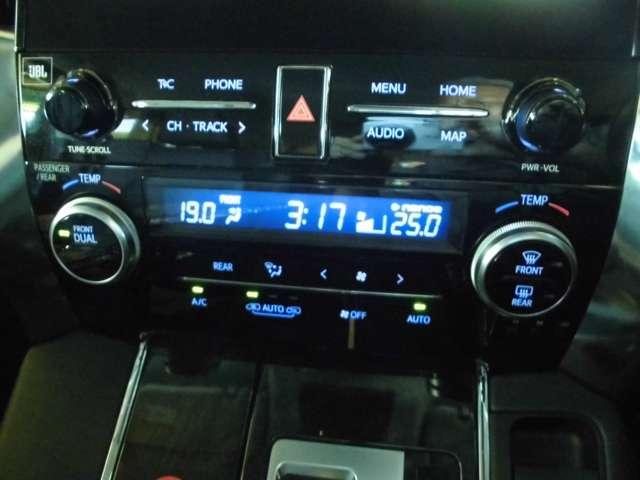 JBL
T&C PHONE
MENU HOME
CH · TRACK
AUDIO MAP
TUNE·SCROLL
PWR·VOL
PASSENGER
/REAR
TEMP
TEMP
FRONT
DUAL
19.0 FRONT 3:17 25.0
FRONT
REAR
REAR
A/C
AUTO
OFF
AUTO